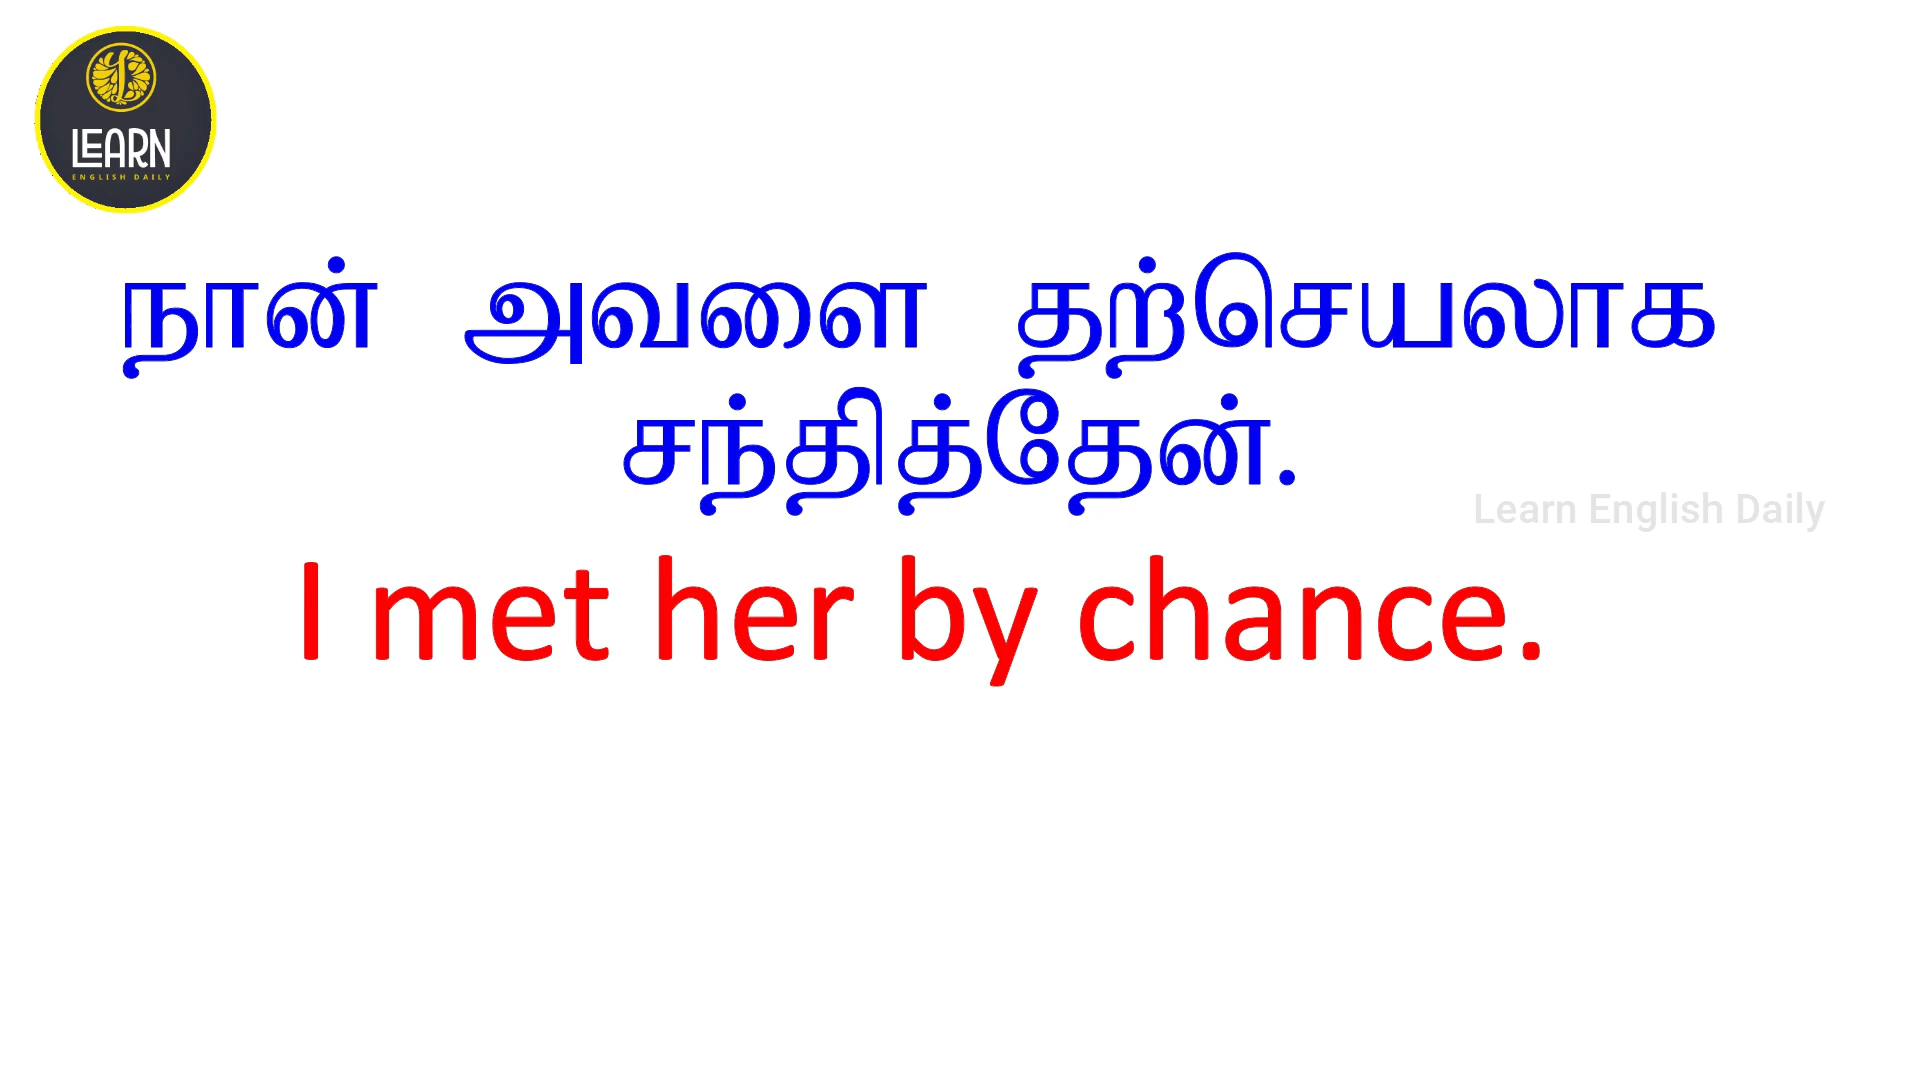 LEARN
ENGLISH DAILY
நான் அவளை தற்செயலாக
சந்தித்தேன்.
Learn English Daily
I met her by chance.